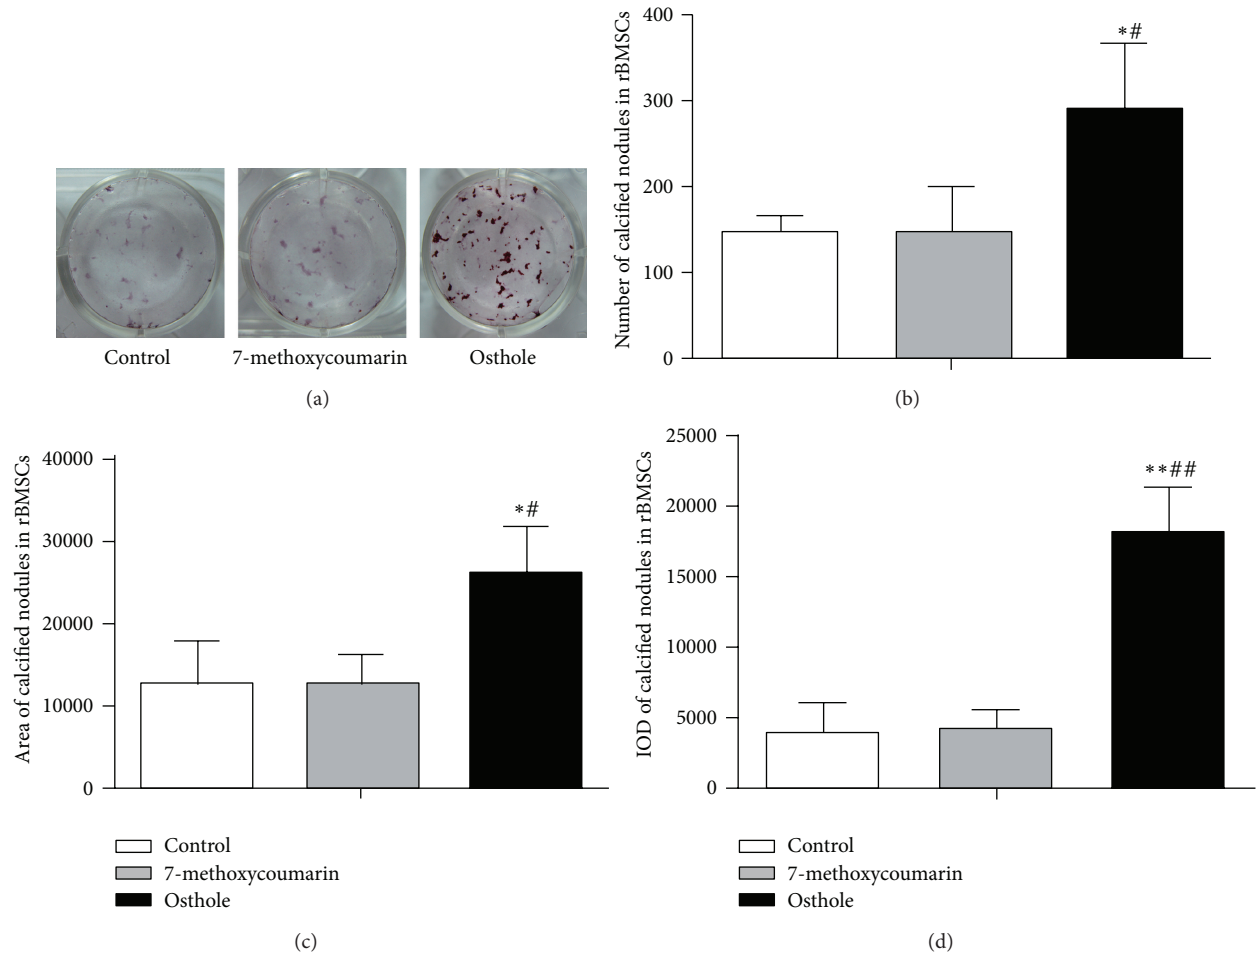 Control
7-methoxycoumarin
Osthole
(a)
Number of calcified nodules in rBMSCs
400
300
200
100
0
*#
(b)
Area of calcified nodules in rBMSCs
40000
30000
20000
10000
0
*#
Control
7-methoxycoumarin
Osthole
(c)
IOD of calcified nodules in rBMSCs
25000
20000
15000
10000
5000
0
**##
Control
7-methoxycoumarin
Osthole
(d)